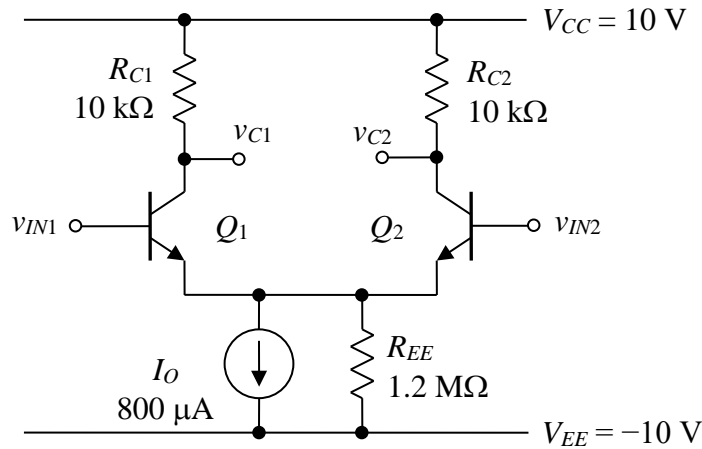 V_CC = 10 V
R_C1
10 kΩ
R_C2
10 kΩ
v_C1
v_C2
v_IN1
Q_1
Q_2
v_IN2
I_O
800 μA
R_EE
1.2 MΩ
V_EE = −10 V